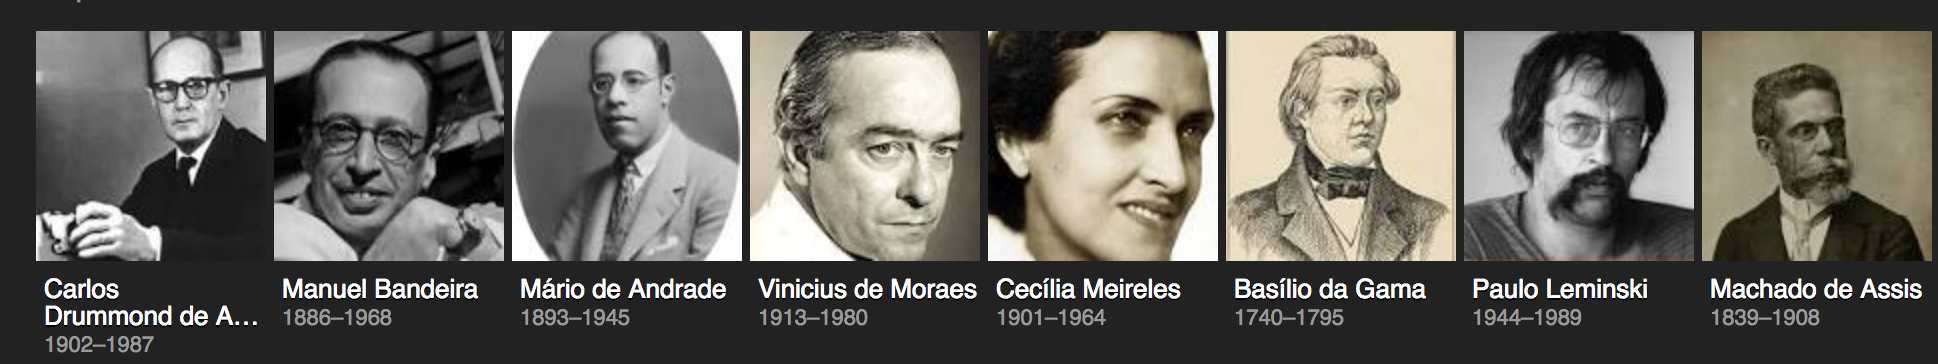 Carlos
Drummond de A...
1902–1987
Manuel Bandeira
1886–1968
Mário de Andrade
1893–1945
Vinicius de Moraes
1913–1980
Cecília Meireles
1901–1964
Basílio da Gama
1740–1795
Paulo Leminski
1944–1989
Machado de Assis
1839–1908